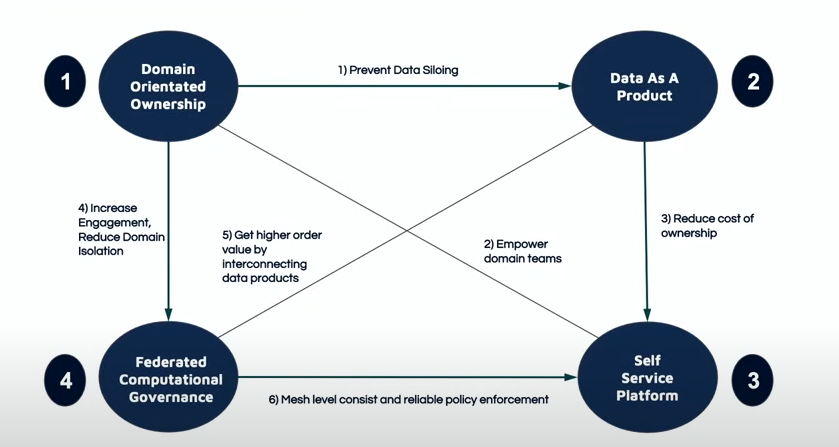 1
Domain
Orientated
Ownership
1) Prevent Data Siloing
Data As A
Product
2
4) Increase
Engagement,
Reduce Domain
Isolation
5) Get higher order
value by
interconnecting
data products
2) Empower
domain teams
3) Reduce cost of
ownership
4
Federated
Computational
Governance
6) Mesh level consist and reliable policy enforcement
Self
Service
Platform
3